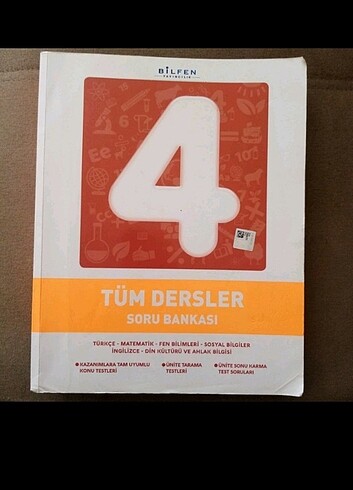 BİLFEN
YAYINCILIK
4
TÜM DERSLER
SORU BANKASI
TÜRKÇE - MATEMATİK - FEN BİLİMLERİ - SOSYAL BİLGİLER
İNGİLİZCE - DİN KÜLTÜRÜ VE AHLAK BİLGİSİ
• KAZANIMLARA TAM UYUMLU KONU TESTLERİ
• ÜNİTE TARAMA TESTLERİ
• ÜNİTE SONU KARMA TEST SORULARI